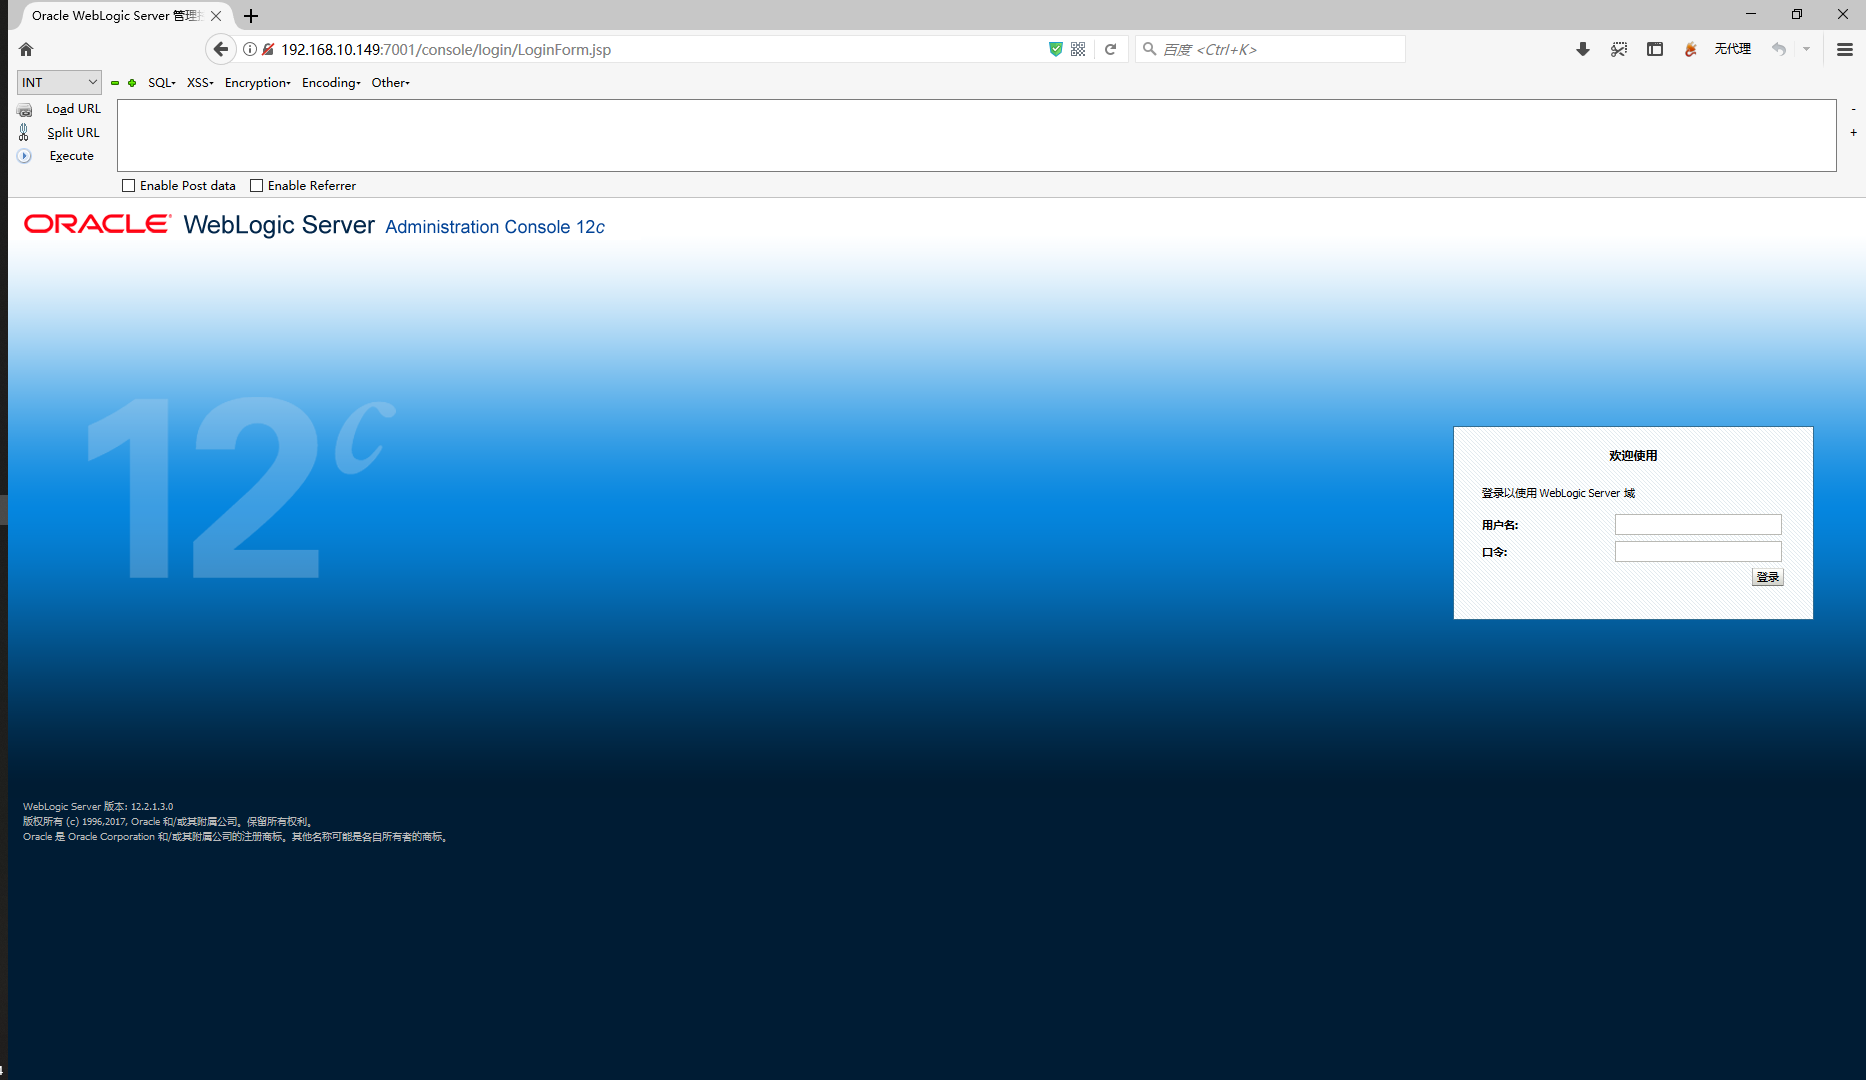 Oracle WebLogic Server 管理
192.168.10.149:7001/console/login/LoginForm.jsp
百度 <Ctrl+K>
无代理
INT
SQL
XSS
Encryption
Encoding
Other
Load URL
Split URL
Execute
-
+
Enable Post data
Enable Referrer
ORACLE WebLogic Server Administration Console 12c
12c
欢迎使用
登录以使用 WebLogic Server 域
用户名:
口令:
登录
WebLogic Server 版本: 12.2.1.3.0
版权所有 (c) 1996,2017, Oracle 和/或其附属公司。保留所有权利。
Oracle 是 Oracle Corporation 和/或其附属公司的注册商标。其他名称可能是各自所有者的商标。